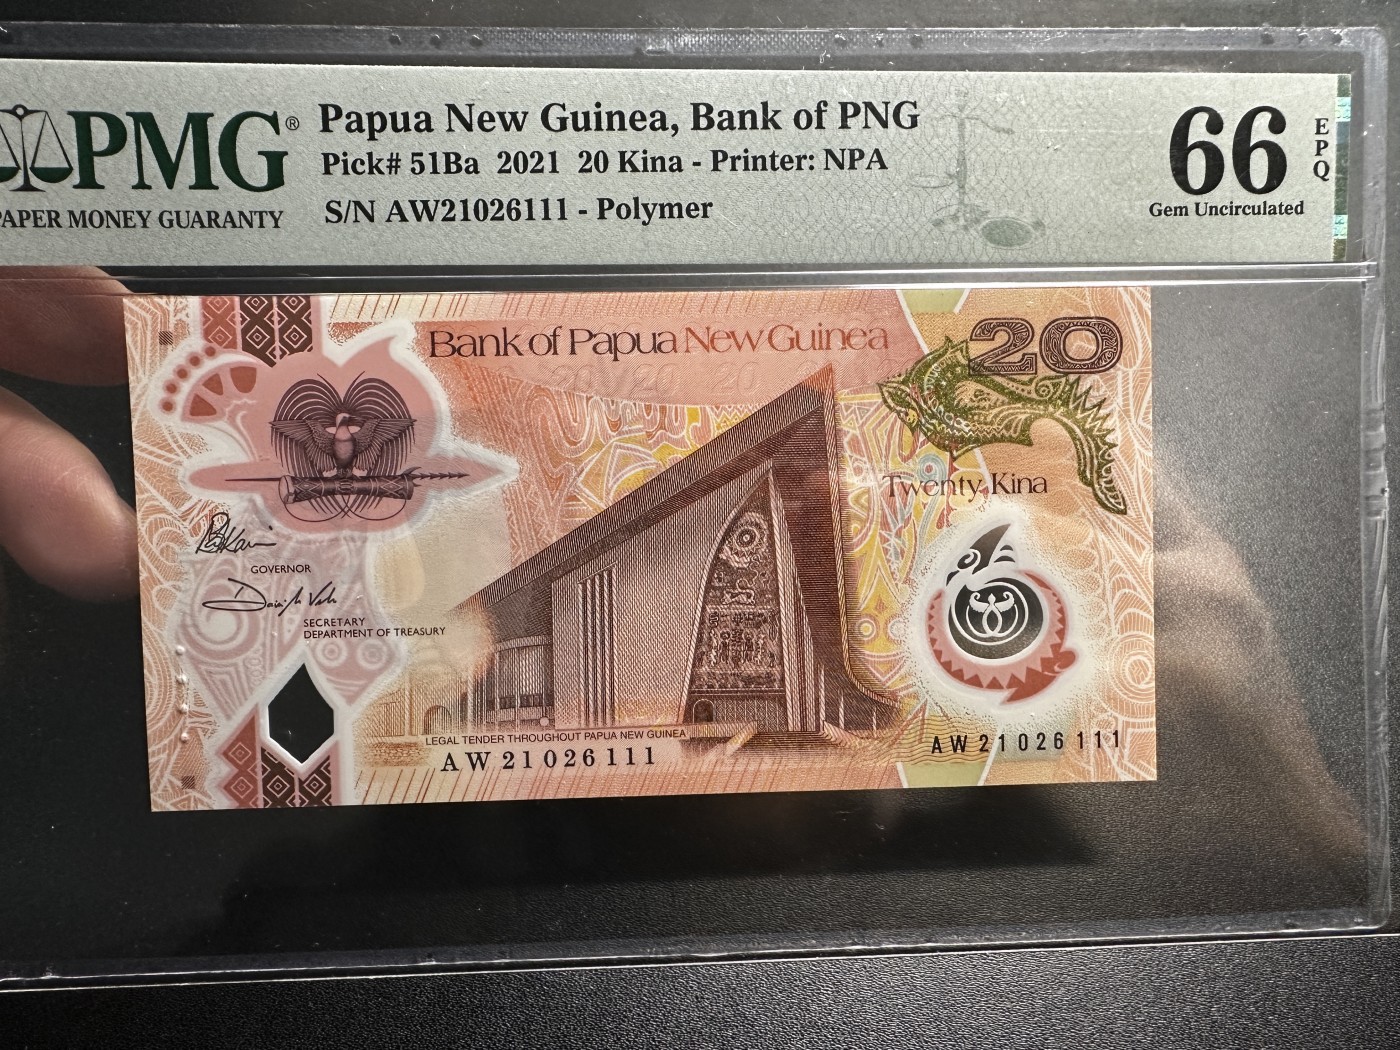 PMG®
PAPER MONEY GUARANTY
Papua New Guinea, Bank of PNG
Pick# 51Ba 2021 20 Kina - Printer: NPA
S/N AW21026111 - Polymer
66
EPQ
Gem Uncirculated
Bank of Papua New Guinea
20
Twenty Kina
GOVERNOR
SECRETARY
DEPARTMENT OF TREASURY
LEGAL TENDER THROUGHOUT PAPUA NEW GUINEA
AW 21026111
AW 21026111